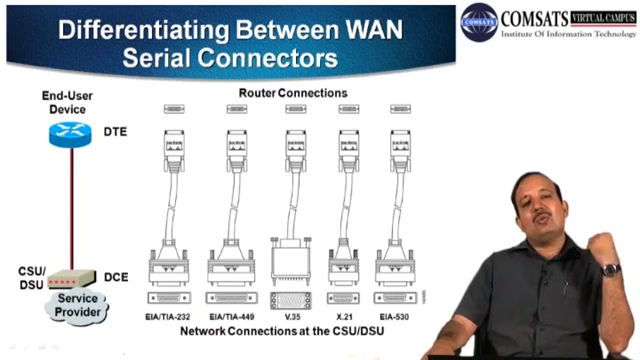 Differentiating Between WAN
Serial Connectors
COMSATS VIRTUAL CAMPUS
Institute Of Information Technology
COMSATS
End-User
Device
Router Connections
DTE
CSU/
DSU
DCE
Service
Provider
EIA/TIA-232
EIA/TIA-449
V.35
X.21
EIA-530
Network Connections at the CSU/DSU